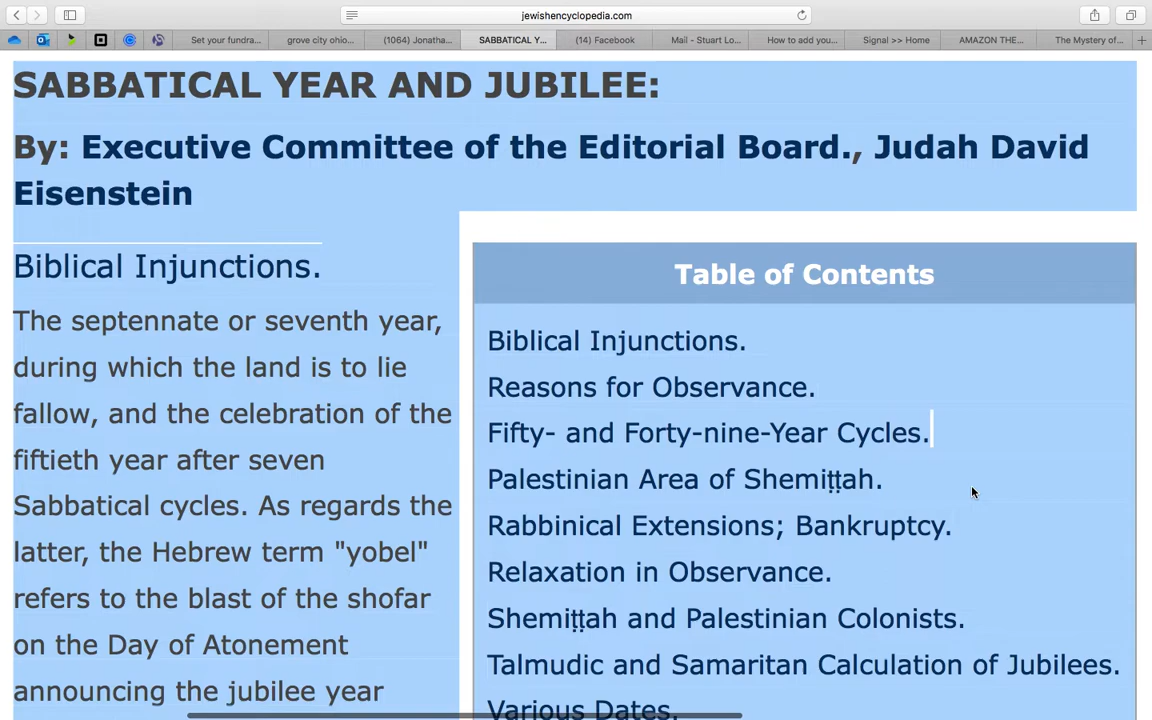 jewishencyclopedia.com
Set your fundra...
grove city ohio...
(1064) Jonatha...
SABBATICAL Y...
(14) Facebook
Mail - Stuart Lo...
How to add you...
Signal >> Home
AMAZON THE...
The Mystery of...
SABBATICAL YEAR AND JUBILEE:
By: Executive Committee of the Editorial Board., Judah David
Eisenstein
Biblical Injunctions.
The septennate or seventh year,
during which the land is to lie
fallow, and the celebration of the
fiftieth year after seven
Sabbatical cycles. As regards the
latter, the Hebrew term "yobel"
refers to the blast of the shofar
on the Day of Atonement
announcing the jubilee year
Table of Contents
Biblical Injunctions.
Reasons for Observance.
Fifty- and Forty-nine-Year Cycles.
Palestinian Area of Shemiṭṭah.
Rabbinical Extensions; Bankruptcy.
Relaxation in Observance.
Shemiṭṭah and Palestinian Colonists.
Talmudic and Samaritan Calculation of Jubilees.
Various Dates.